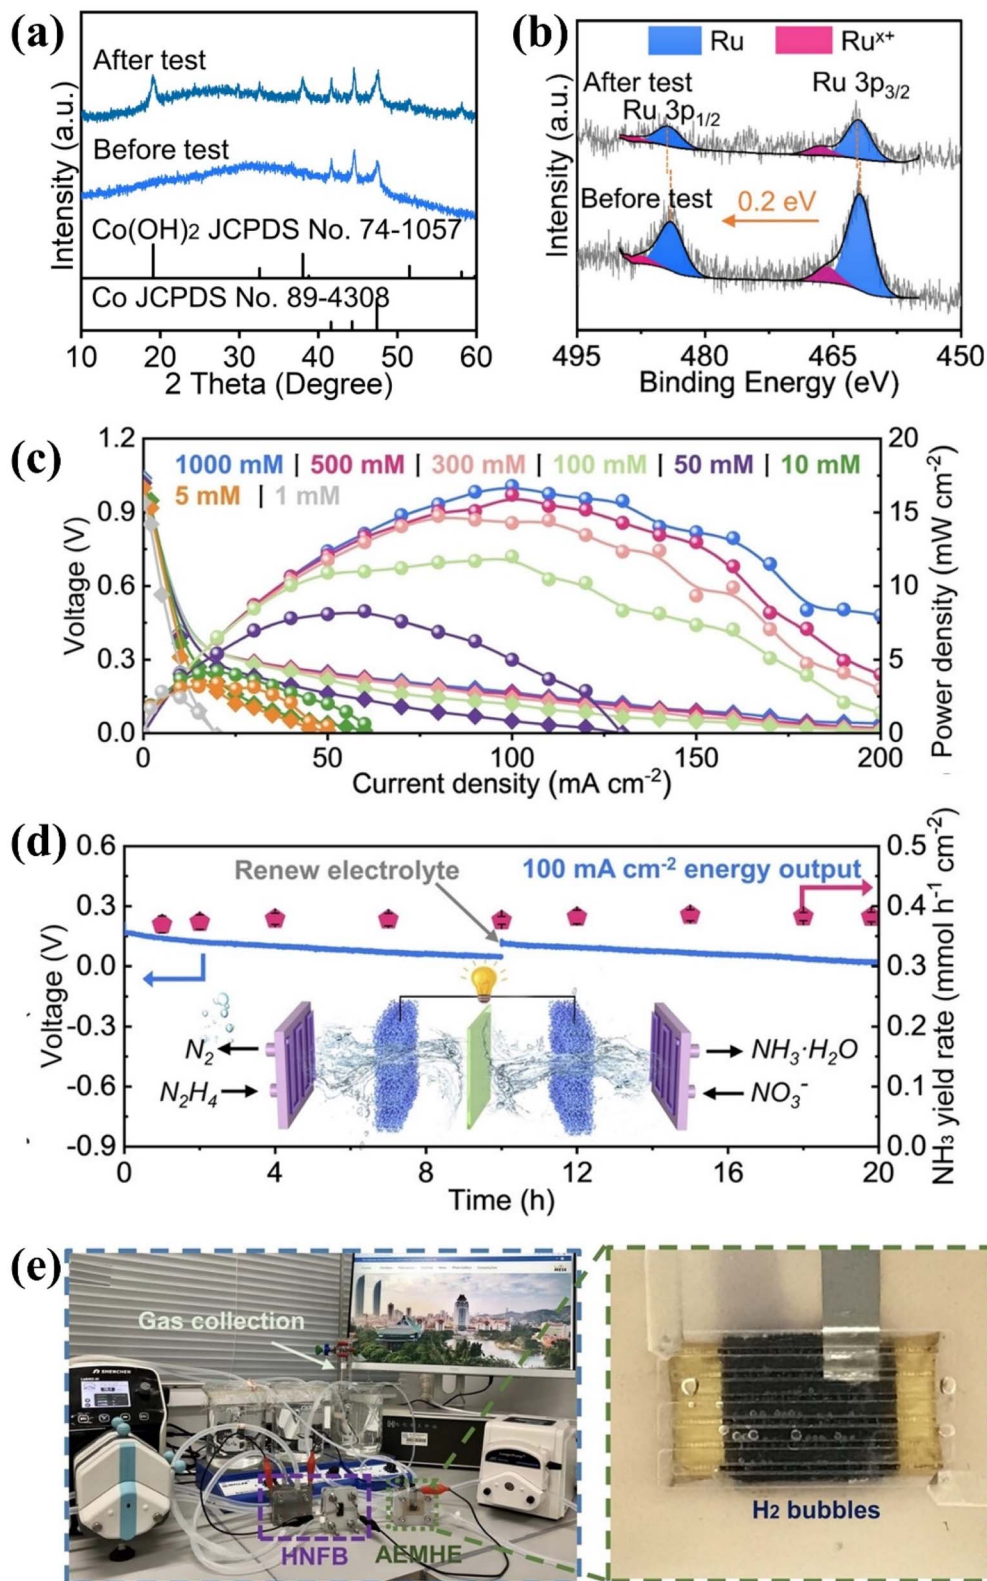 (a)
Intensity (a.u.)
After test
Before test
Co(OH)2 JCPDS No. 74-1057
Co JCPDS No. 89-4308
10 20 30 40 50 60
2 Theta (Degree)
(b)
Intensity (a.u.)
Ru Ru^x+
After test
Ru 3p1/2
Ru 3p3/2
Before test
0.2 eV
495 480 465 450
Binding Energy (eV)
(c)
Voltage (V)
1.2
0.9
0.6
0.3
0.0
1000 mM | 500 mM | 300 mM | 100 mM | 50 mM | 10 mM
5 mM | 1 mM
20
15
10
5
0
Power density (mW cm-2)
0 50 100 150 200
Current density (mA cm-2)
(d)
Voltage (V)
0.6
0.3
0.0
-0.3
-0.6
-0.9
Renew electrolyte
100 mA cm-2 energy output
N2
N2H4
NH3·H2O
NO3-
0.5
0.4
0.3
0.2
0.1
0.0
NH3 yield rate (mmol h-1 cm-2)
0 4 8 12 16 20
Time (h)
(e)
Gas collection
SHENCHEN
HNFB
AEMHE
H2 bubbles